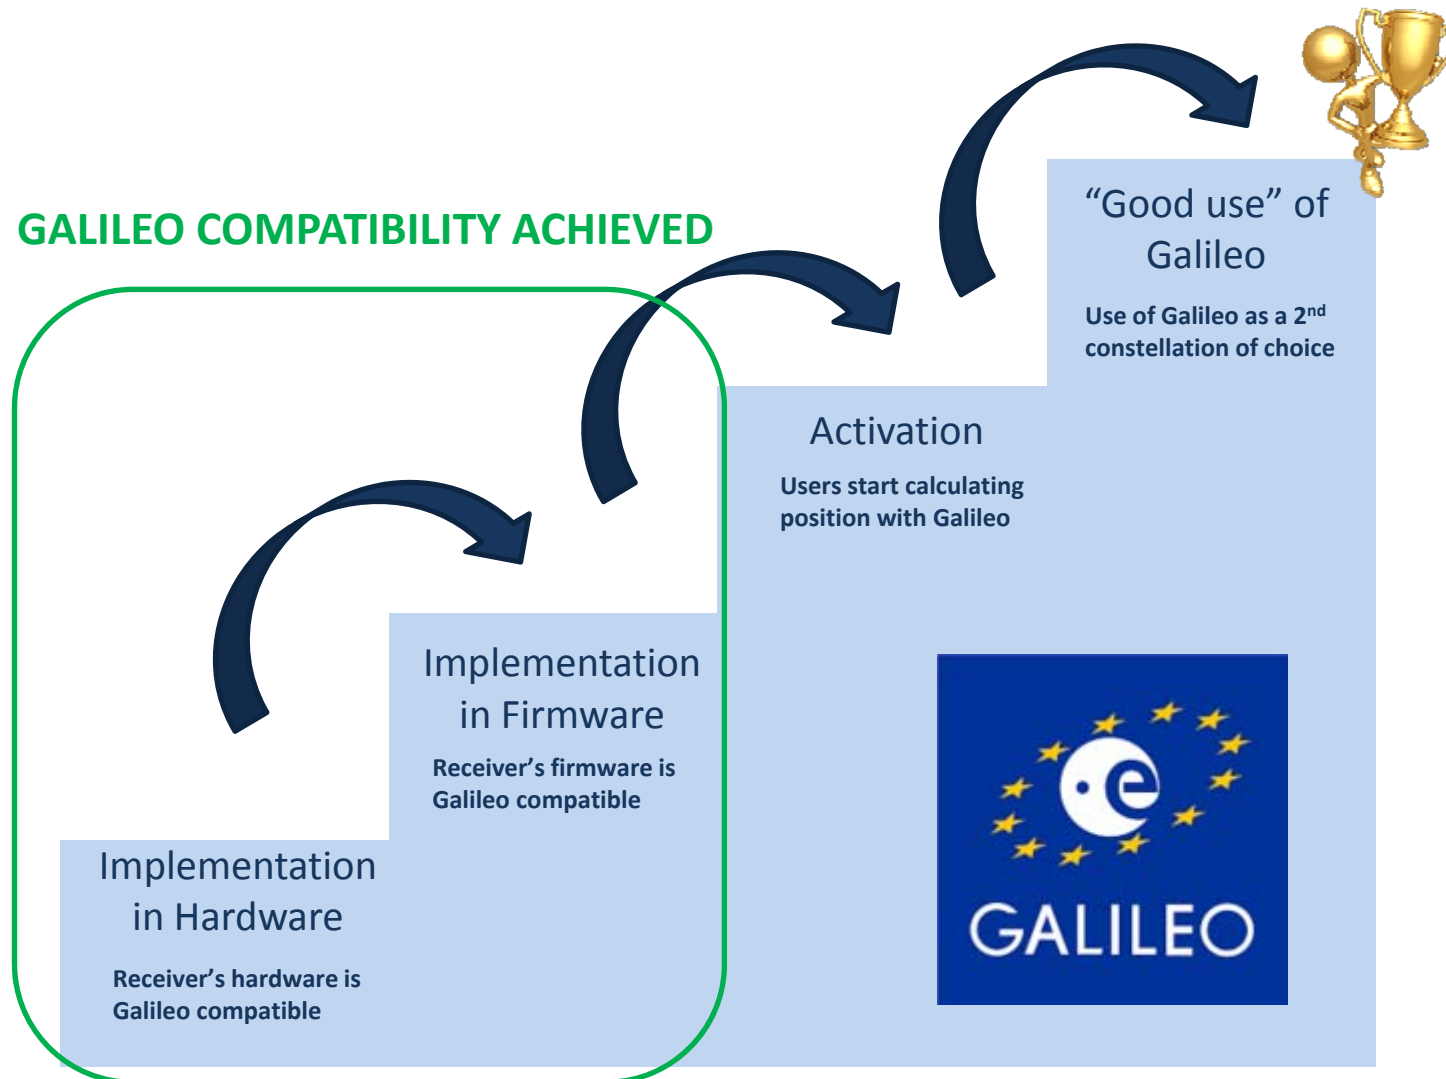 GALILEO COMPATIBILITY ACHIEVED
“Good use” of
Galileo
Use of Galileo as a 2nd
constellation of choice
Activation
Users start calculating
position with Galileo
Implementation
in Firmware
Receiver’s firmware is
Galileo compatible
Implementation
in Hardware
Receiver’s hardware is
Galileo compatible
e
GALILEO